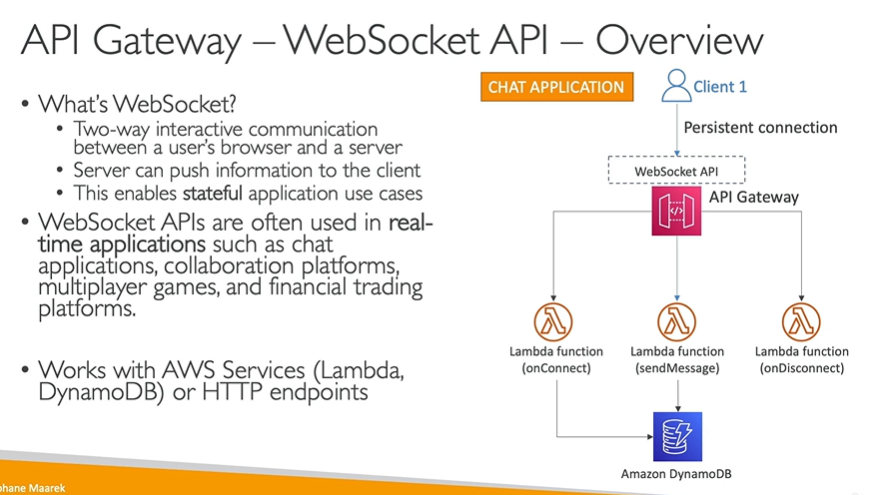 API Gateway – WebSocket API – Overview
• What's WebSocket?
• Two-way interactive communication
between a user's browser and a server
• Server can push information to the client
• This enables stateful application use cases
• WebSocket APIs are often used in real-
time applications such as chat
applications, collaboration platforms,
multiplayer games, and financial trading
platforms.
• Works with AWS Services (Lambda,
DynamoDB) or HTTP endpoints
CHAT APPLICATION
Client 1
Persistent connection
WebSocket API
API Gateway
Lambda function
(onConnect)
Lambda function
(sendMessage)
Lambda function
(onDisconnect)
Amazon DynamoDB
Maarek